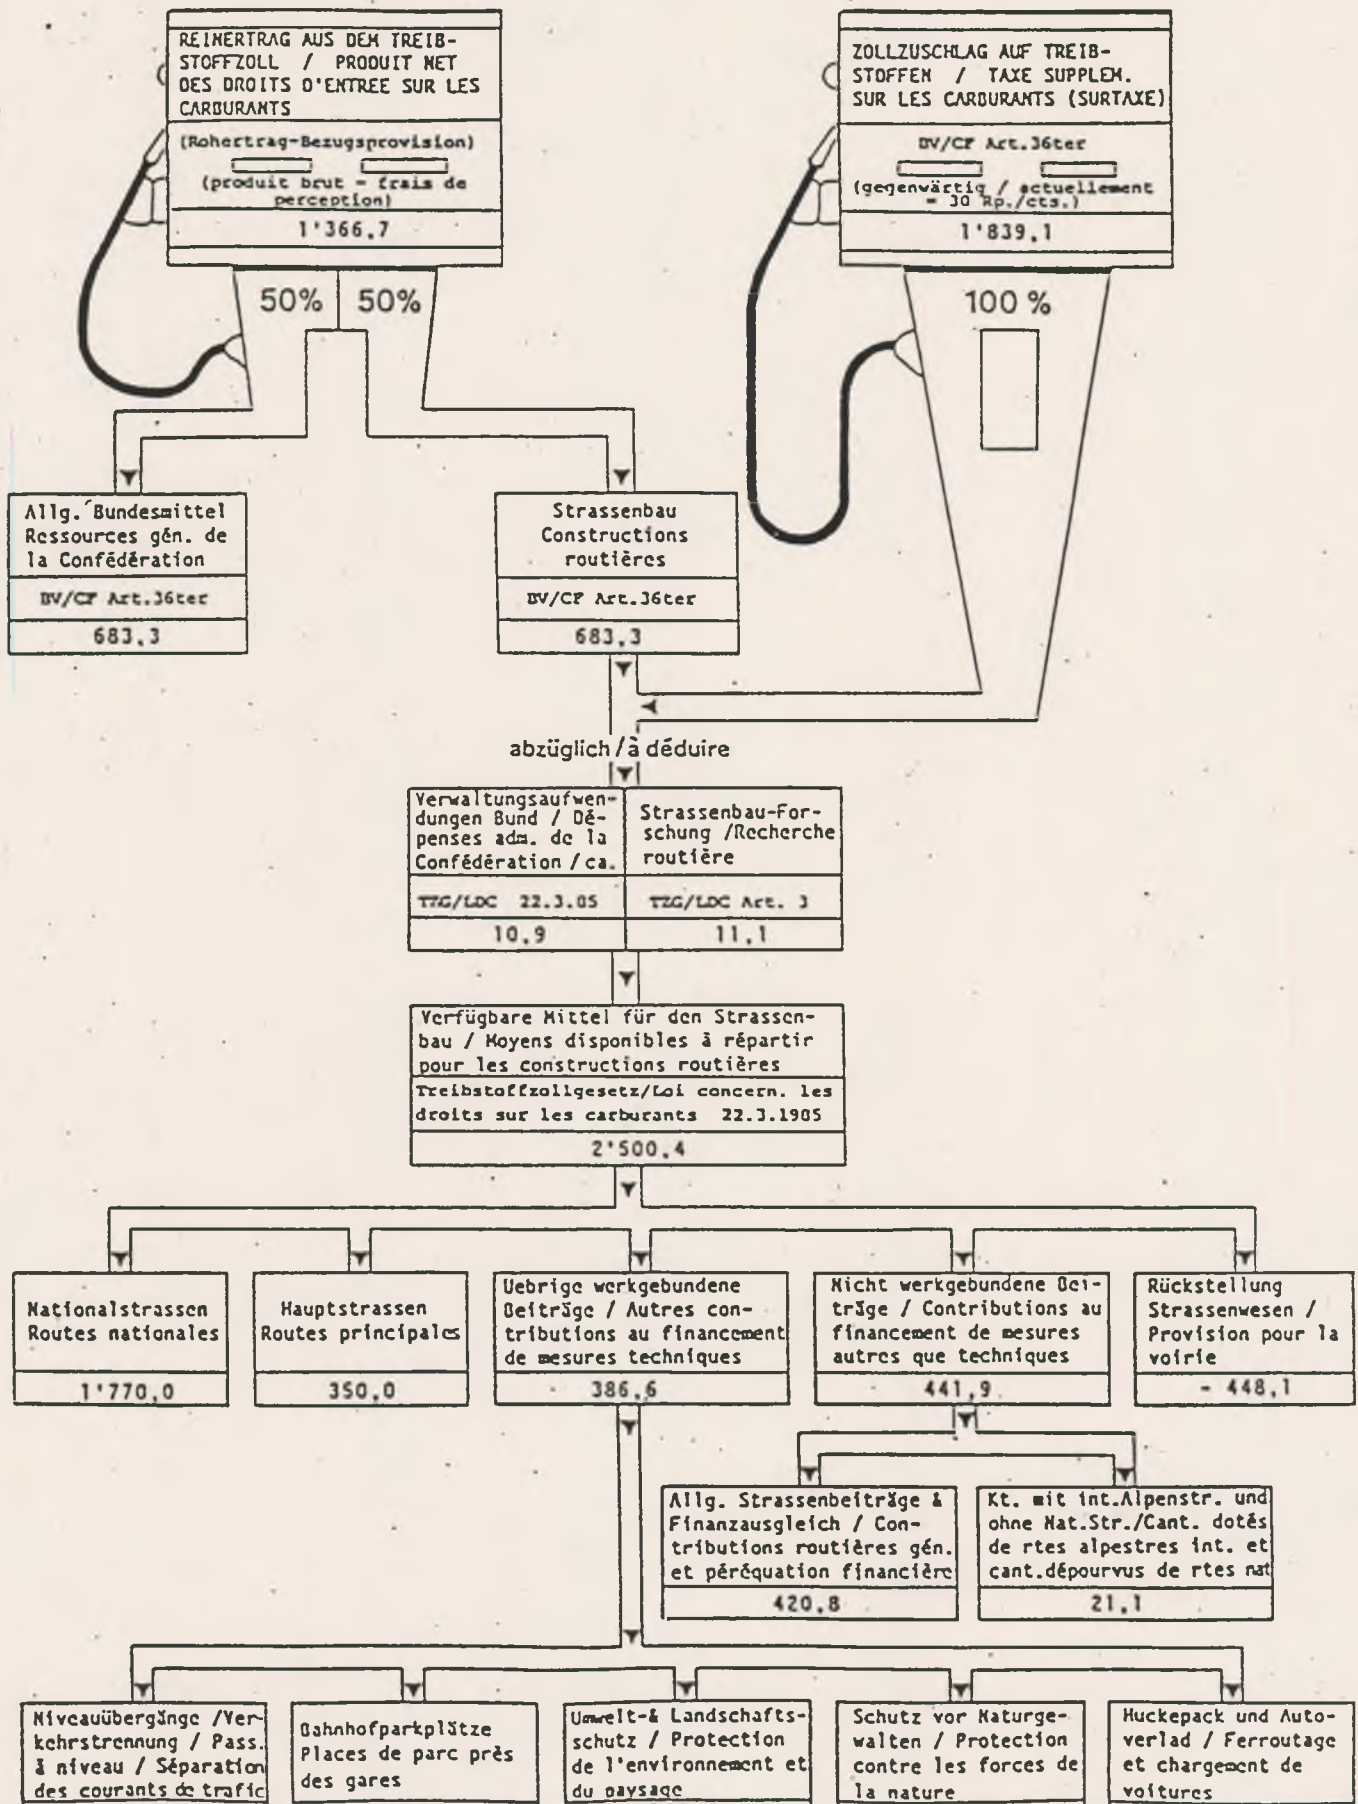 REINERTRAG AUS DEM TREIB-
STOFFZOLL / PRODUIT NET
DES DROITS D'ENTREE SUR LES
CARBURANTS
(Rohertrag-Bezugsprovision)
(produit brut - frais de
perception)
1'366,7
ZOLLZUSCHLAG AUF TREIB-
STOFFEN / TAXE SUPPLEM.
SUR LES CARBURANTS (SURTAXE)
BV/CF Art.36ter
(gegenwärtig / actuellement
= 30 Rp./cts.)
1'839,1
50% 50%
100 %
Allg. Bundesmittel
Ressources gén. de
la Confédération
BV/CF Art.36ter
683,3
Strassenbau
Constructions
routières
BV/CF Art.36ter
683,3
abzüglich / à déduire
Verwaltungsaufwen-
dungen Bund / Dé-
penses adm. de la
Confédération / ca.
TZG/LDC 22.3.85
10,9
Strassenbau-For-
schung /Recherche
routière
TZG/LDC Art. 3
11,1
Verfügbare Mittel für den Strassen-
bau / Moyens disponibles à répartir
pour les constructions routières
Treibstoffzollgesetz/Loi concern. les
droits sur les carburants 22.3.1985
2'500,4
Nationalstrassen
Routes nationales
1'770,0
Hauptstrassen
Routes principales
350,0
Uebrige werkgebundene
Beiträge / Autres con-
tributions au financement
de mesures techniques
386,6
Nicht werkgebundene Bei-
träge / Contributions au
financement de mesures
autres que techniques
441,9
Rückstellung
Strassenwesen /
Provision pour la
voirie
- 448,1
Allg. Strassenbeiträge &
Finanzausgleich / Con-
tributions routières gén.
et péréquation financière
420,8
Kt. mit int.Alpenstr. und
ohne Nat.Str./Cant. dotés
de rtes alpestres int. et
cant.dépourvus de rtes nat
21,1
Niveauübergänge /Ver-
kehrstrennung / Pass.
à niveau / Séparation
des courants de trafic
Bahnhofparkplätze
Places de parc près
des gares
Umwelt-& Landschafts-
schutz / Protection
de l'environnement et
du paysage
Schutz vor Naturge-
walten / Protection
contre les forces de
la nature
Huckepack und Auto-
verlad / Ferroutage
et chargement de
voitures